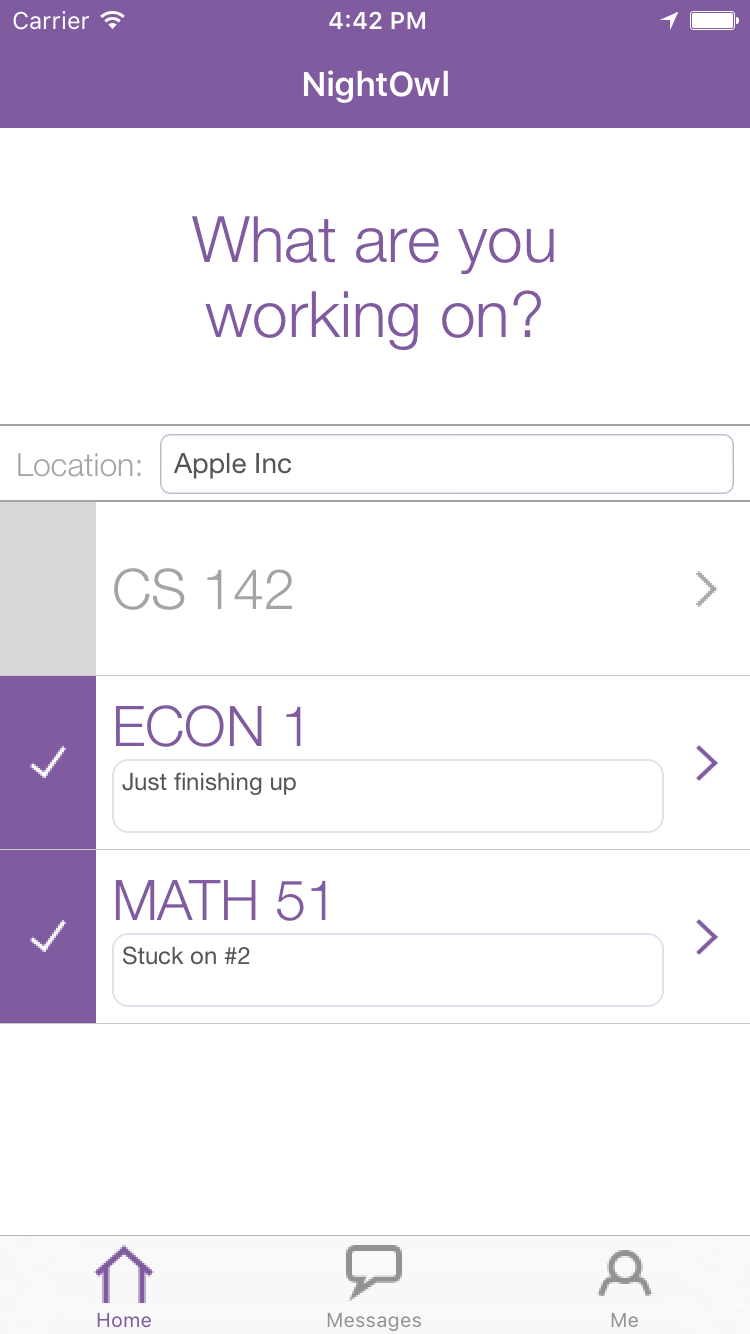 Carrier 4:42 PM
NightOwl
What are you
working on?
Location: Apple Inc
CS 142
ECON 1
Just finishing up
MATH 51
Stuck on #2
Home Messages Me